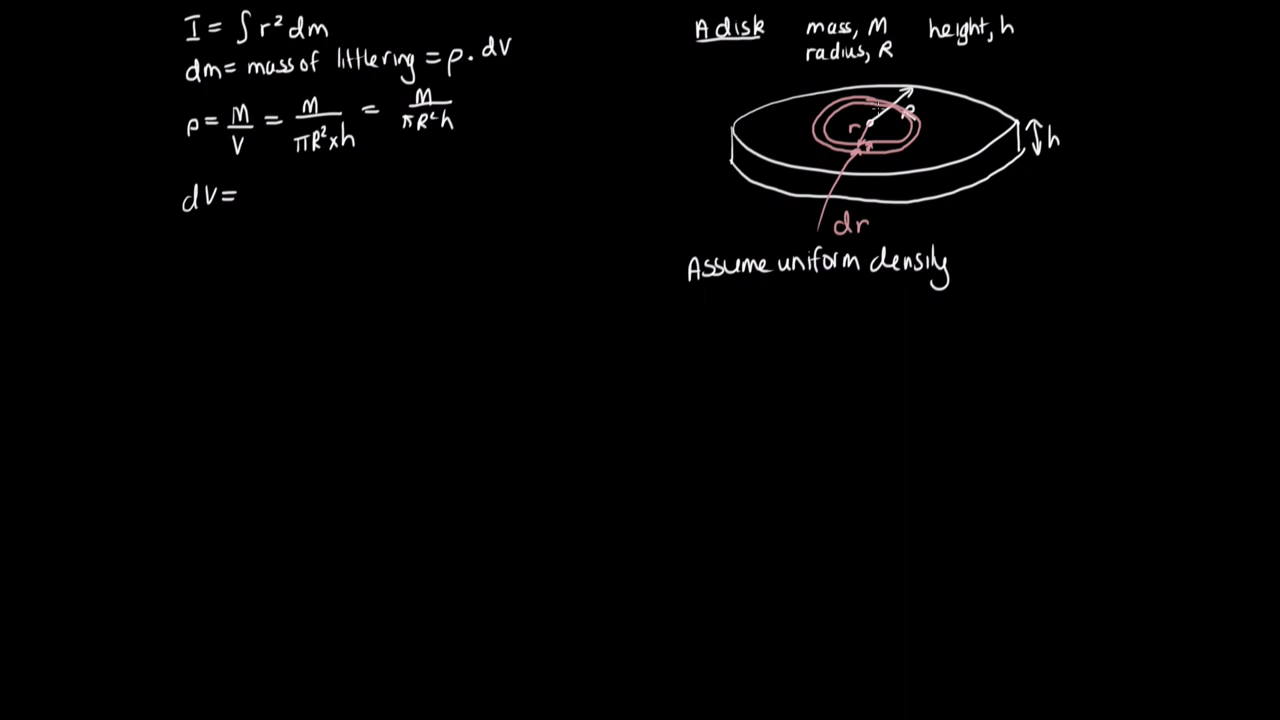 I = ∫ r² dm
dm = mass of little ring = ρ · dV
ρ = M/V = M/(πR² × h) = M/(πR²h)
dV =
A disk mass, M height, h
radius, R
R
r
h
dr
Assume uniform density